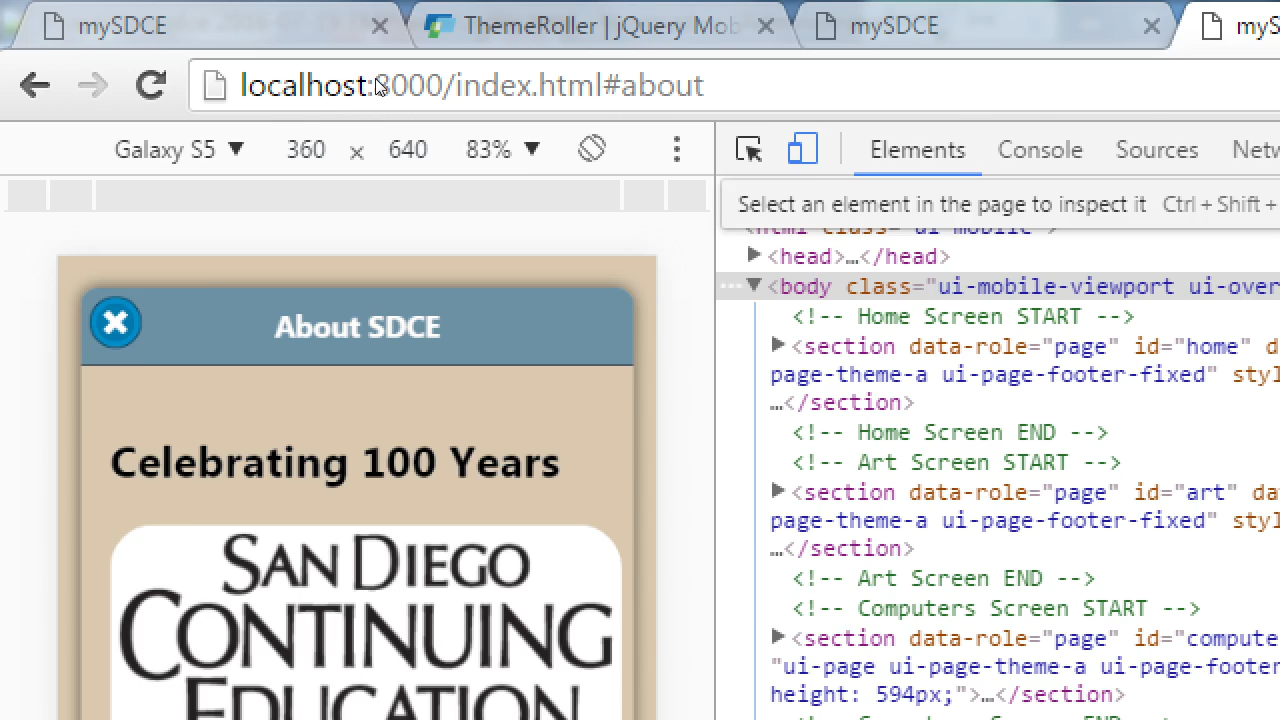 mySDCE
ThemeRoller | jQuery Mob
mySDCE
myS
localhost:8000/index.html#about
Galaxy S5 ▼ 360 x 640 83% ▼
Elements Console Sources Netw
Select an element in the page to inspect it Ctrl + Shift +
<html class="ui-mobile">
▶<head>…</head>
▼<body class="ui-mobile-viewport ui-over
<!-- Home Screen START -->
▶<section data-role="page" id="home" d
page-theme-a ui-page-footer-fixed" styl
…</section>
<!-- Home Screen END -->
<!-- Art Screen START -->
▶<section data-role="page" id="art" da
page-theme-a ui-page-footer-fixed" styl
…</section>
<!-- Art Screen END -->
<!-- Computers Screen START -->
▶<section data-role="page" id="compute
"ui-page ui-page-theme-a ui-page-footer
height: 594px;">…</section>
About SDCE
Celebrating 100 Years
SAN DIEGO
CONTINUING
EDUCATION